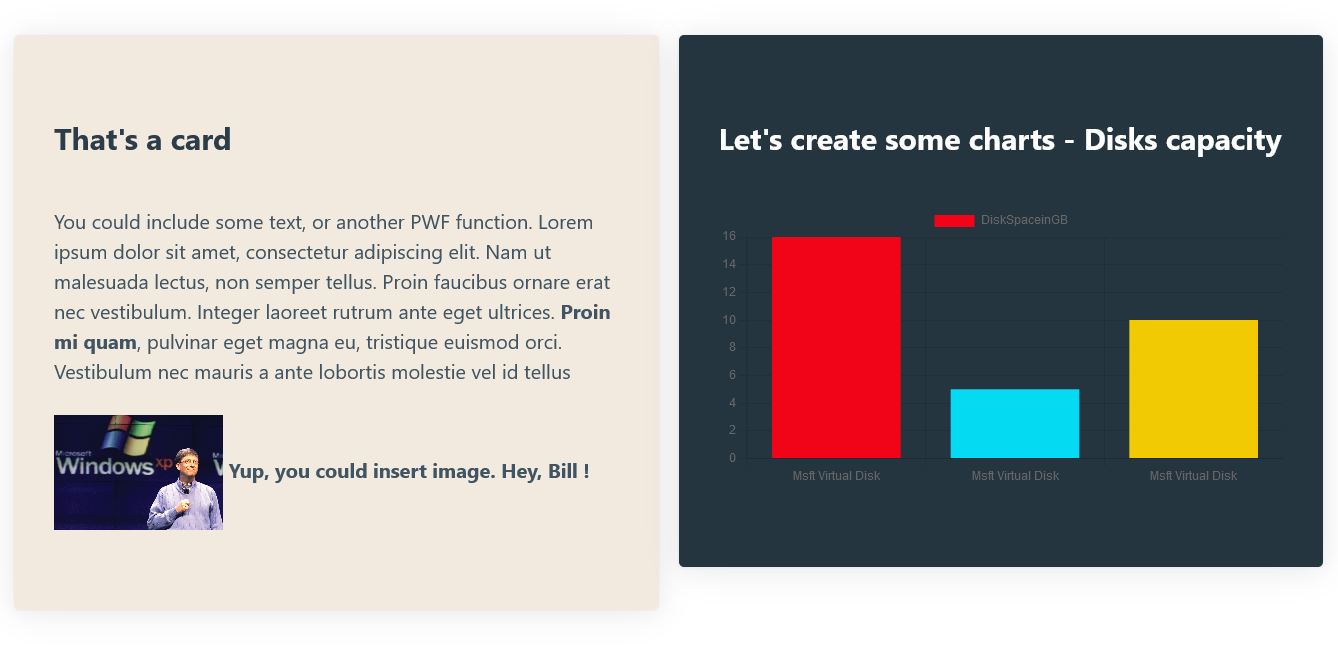 That's a card
You could include some text, or another PWF function. Lorem
ipsum dolor sit amet, consectetur adipiscing elit. Nam ut
malesuada lectus, non semper tellus. Proin faucibus ornare erat
nec vestibulum. Integer laoreet rutrum ante eget ultrices. Proin
mi quam, pulvinar eget magna eu, tristique euismod orci.
Vestibulum nec mauris a ante lobortis molestie vel id tellus
Microsoft
Windows xp
Yup, you could insert image. Hey, Bill !
Let's create some charts - Disks capacity
DiskSpaceinGB
16
14
12
10
8
6
4
2
0
Msft Virtual Disk
Msft Virtual Disk
Msft Virtual Disk